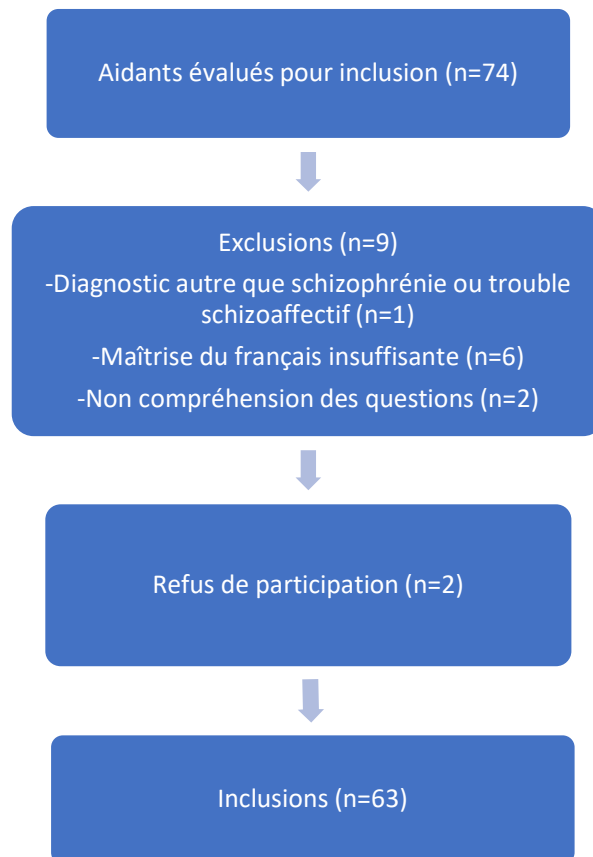 Aidants évalués pour inclusion (n=74)
Exclusions (n=9)
-Diagnostic autre que schizophrénie ou trouble
schizoaffectif (n=1)
-Maîtrise du français insuffisante (n=6)
-Non compréhension des questions (n=2)
Refus de participation (n=2)
Inclusions (n=63)